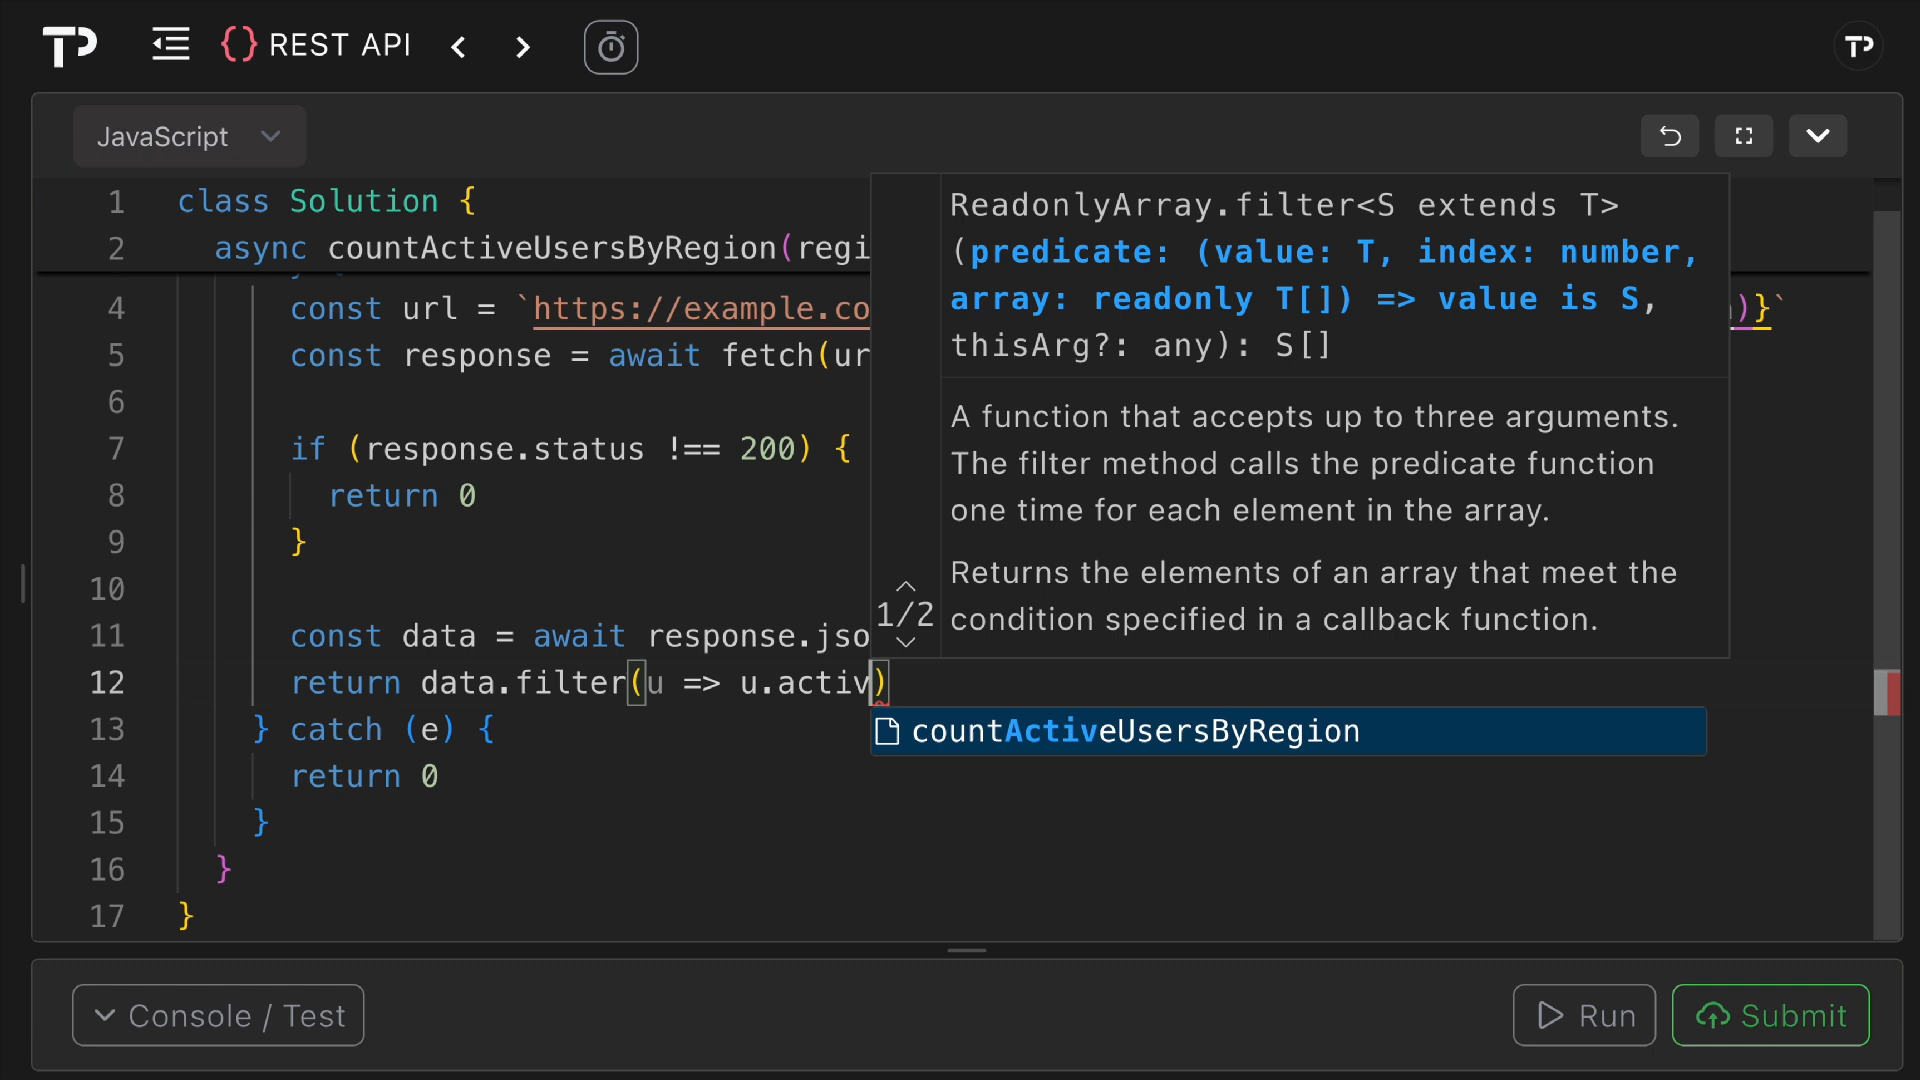 TP
{} REST API
TP
JavaScript
1 class Solution {
2 async countActiveUsersByRegion(regi
4 const url = `https://example.co
)}`
5 const response = await fetch(ur
6
7 if (response.status !== 200) {
8 return 0
9 }
10
11 const data = await response.jso
12 return data.filter(u => u.activ)
13 } catch (e) {
14 return 0
15 }
16 }
17 }
ReadonlyArray.filter<S extends T>
(predicate: (value: T, index: number,
array: readonly T[]) => value is S,
thisArg?: any): S[]
A function that accepts up to three arguments.
The filter method calls the predicate function
one time for each element in the array.
1/2
Returns the elements of an array that meet the
condition specified in a callback function.
countActiveUsersByRegion
Console / Test
Run
Submit